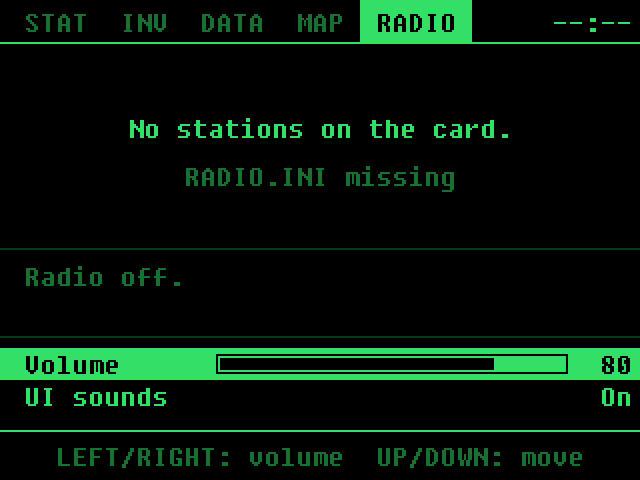 STAT INV DATA MAP RADIO --:--
No stations on the card.
RADIO.INI missing
Radio off.
Volume 80
UI sounds On
LEFT/RIGHT: volume UP/DOWN: move